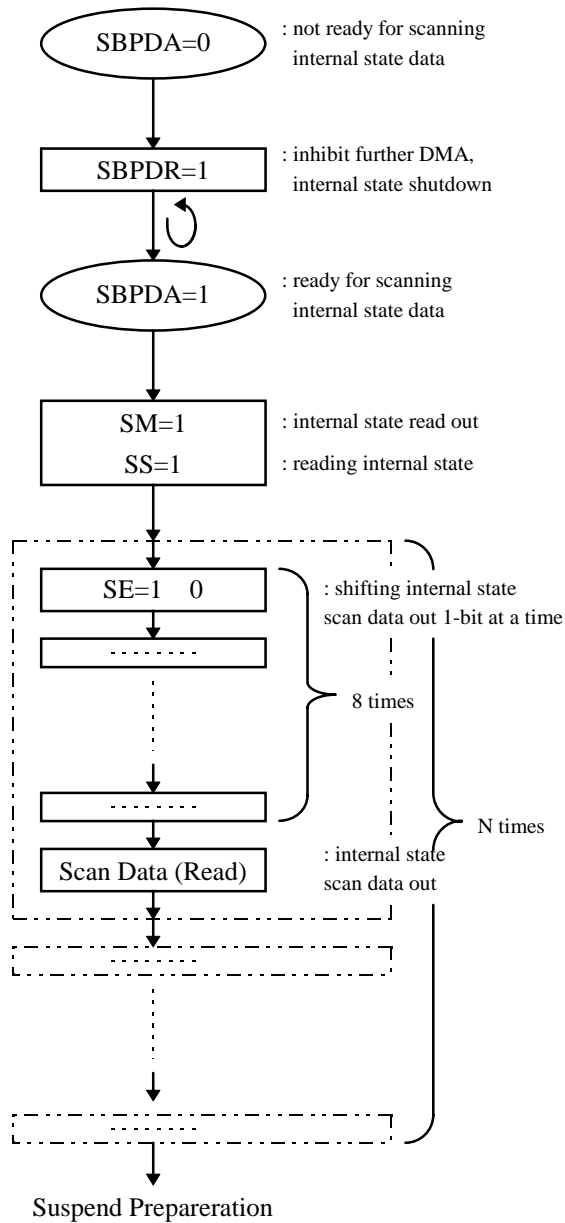 SBPDA=0
: not ready for scanning
internal state data
SBPDR=1
: inhibit further DMA,
internal state shutdown
SBPDA=1
: ready for scanning
internal state data
SM=1
: internal state read out
SS=1
: reading internal state
SE=1 0
: shifting internal state
scan data out 1-bit at a time
8 times
N times
Scan Data (Read)
: internal state
scan data out
Suspend Prepareration